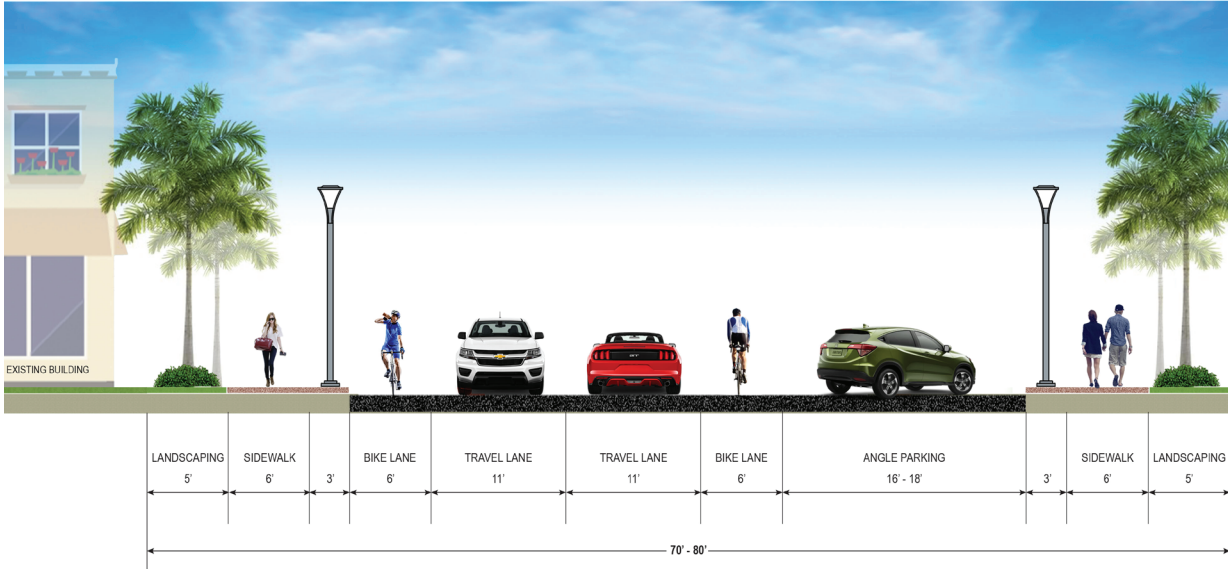 EXISTING BUILDING
LANDSCAPING SIDEWALK BIKE LANE TRAVEL LANE TRAVEL LANE BIKE LANE ANGLE PARKING SIDEWALK LANDSCAPING
5' 6' 3' 6' 11' 11' 6' 16' - 18' 3' 6' 5'
70' - 80'